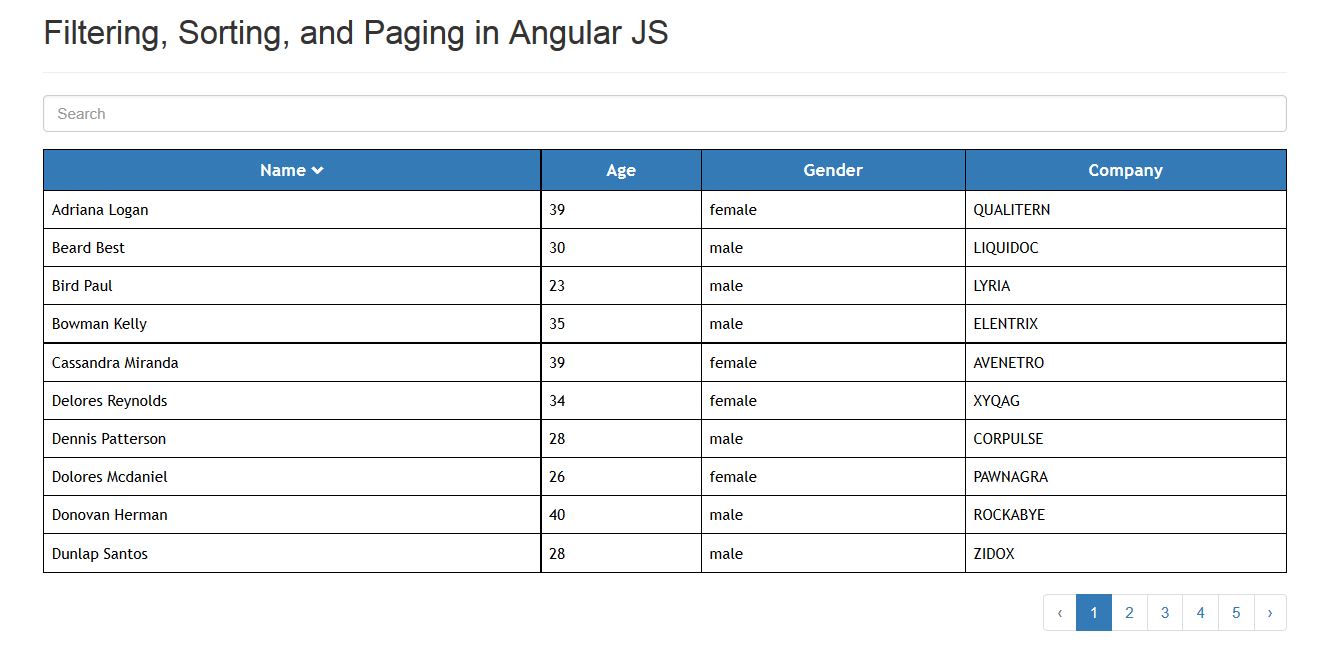 Filtering, Sorting, and Paging in Angular JS
Search
Name Age Gender Company
Adriana Logan 39 female QUALITERN
Beard Best 30 male LIQUIDOC
Bird Paul 23 male LYRIA
Bowman Kelly 35 male ELENTRIX
Cassandra Miranda 39 female AVENETRO
Delores Reynolds 34 female XYQAG
Dennis Patterson 28 male CORPULSE
Dolores Mcdaniel 26 female PAWNAGRA
Donovan Herman 40 male ROCKABYE
Dunlap Santos 28 male ZIDOX
‹ 1 2 3 4 5 ›